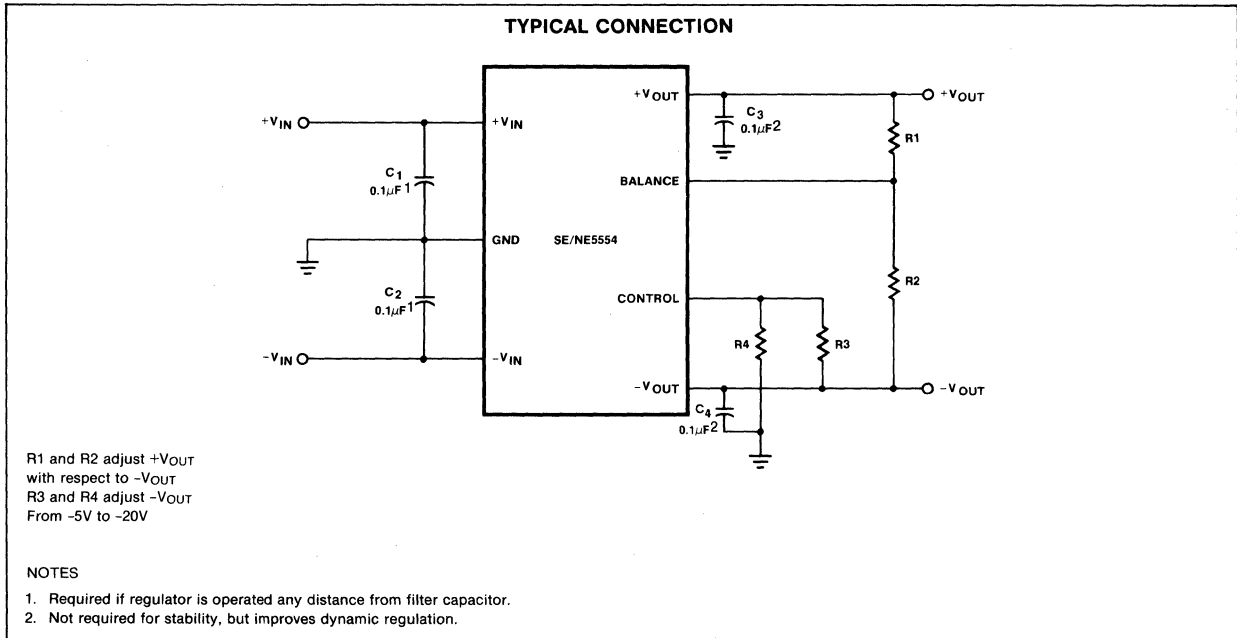 TYPICAL CONNECTION
+VOUT
+VOUT
C3
0.1µF2
R1
+VIN
+VIN
C1
0.1µF1
BALANCE
GND
SE/NE5554
R2
C2
0.1µF1
CONTROL
R4
R3
-VIN
-VIN
-VOUT
-VOUT
C4
0.1µF2
R1 and R2 adjust +VOUT
with respect to -VOUT
R3 and R4 adjust -VOUT
From -5V to -20V
NOTES
1. Required if regulator is operated any distance from filter capacitor.
2. Not required for stability, but improves dynamic regulation.